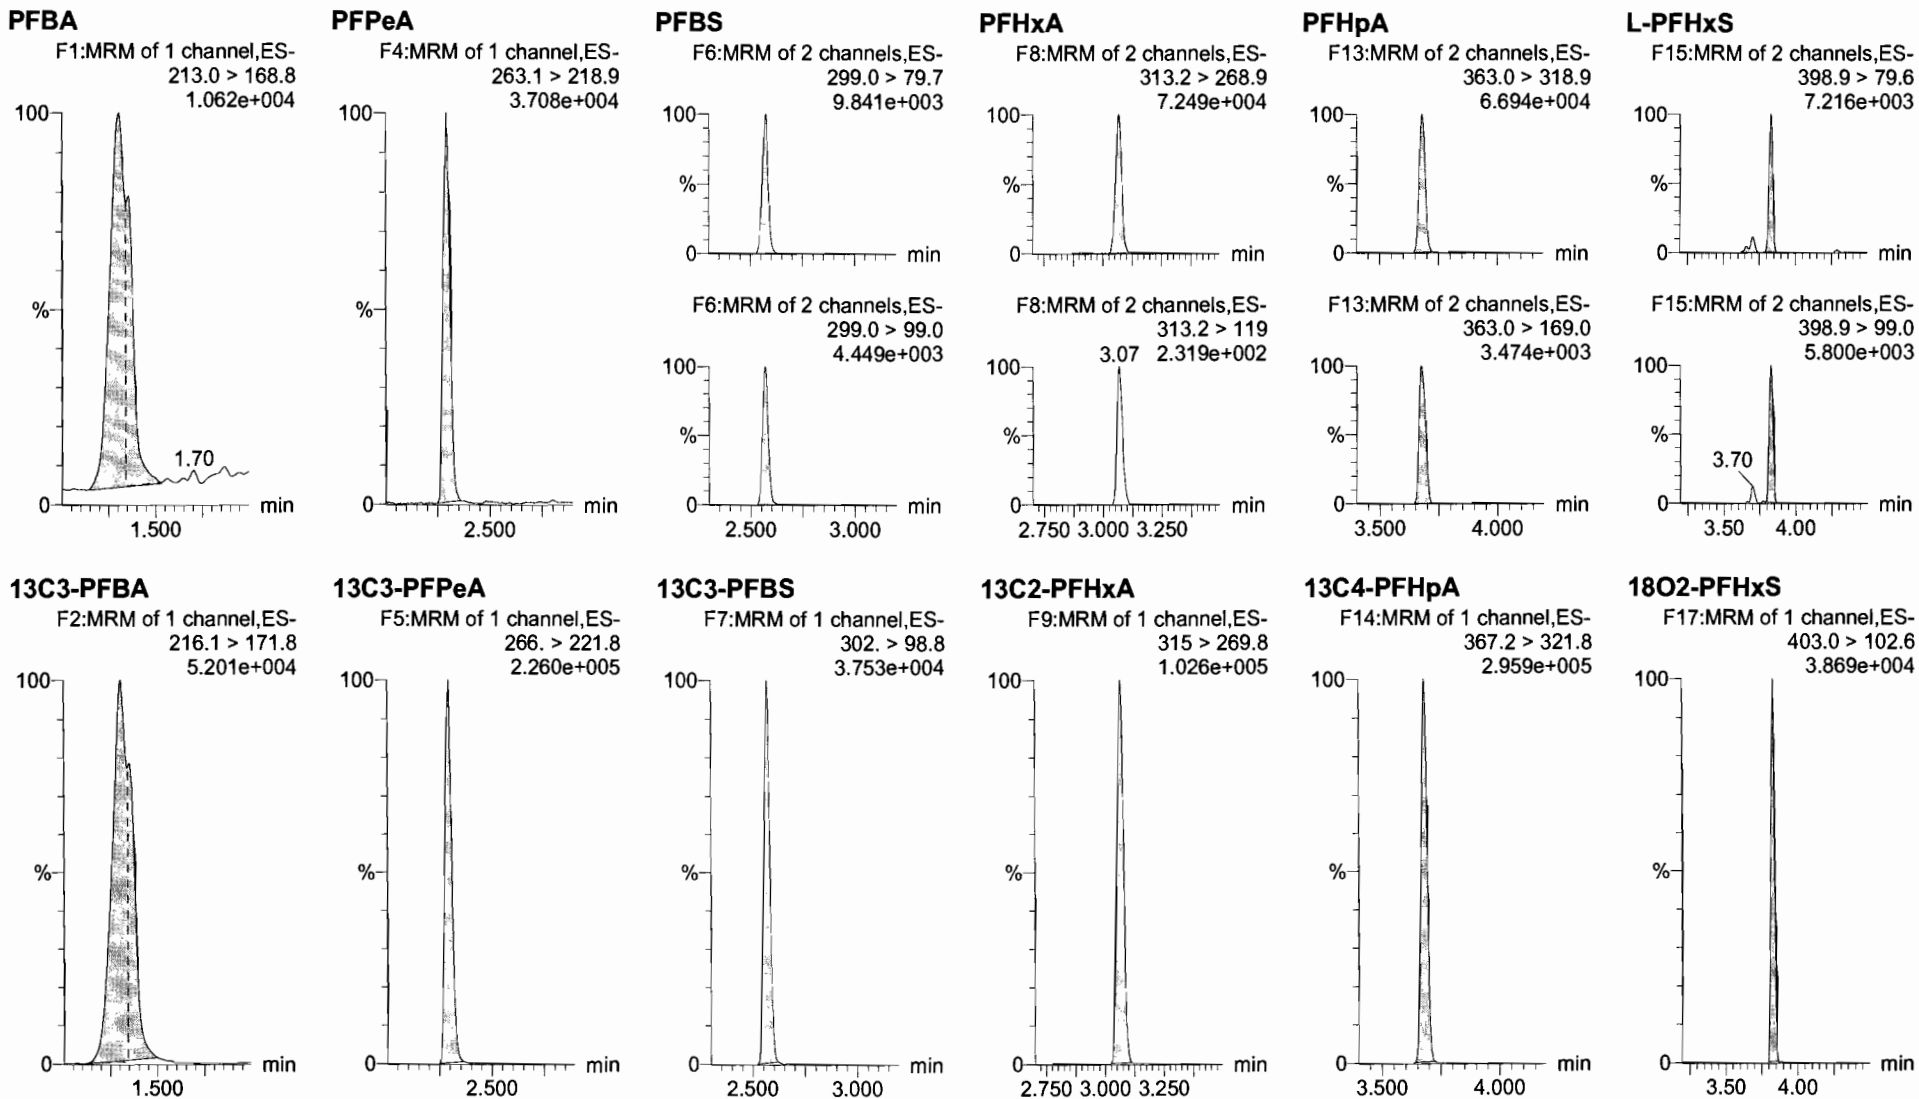 PFBA
F1:MRM of 1 channel,ES-
213.0 > 168.8
1.062e+004
100
%
1.70
0
min
1.500
PFPeA
F4:MRM of 1 channel,ES-
263.1 > 218.9
3.708e+004
100
%
0
min
2.500
PFBS
F6:MRM of 2 channels,ES-
299.0 > 79.7
9.841e+003
100
%
0
min
F6:MRM of 2 channels,ES-
299.0 > 99.0
4.449e+003
100
%
0
min
2.500 3.000
PFHxA
F8:MRM of 2 channels,ES-
313.2 > 268.9
7.249e+004
100
%
0
min
F8:MRM of 2 channels,ES-
313.2 > 119
3.07 2.319e+002
100
%
0
min
2.750 3.000 3.250
PFHpA
F13:MRM of 2 channels,ES-
363.0 > 318.9
6.694e+004
100
%
0
min
F13:MRM of 2 channels,ES-
363.0 > 169.0
3.474e+003
100
%
0
min
3.500 4.000
L-PFHxS
F15:MRM of 2 channels,ES-
398.9 > 79.6
7.216e+003
100
%
0
min
F15:MRM of 2 channels,ES-
398.9 > 99.0
5.800e+003
100
%
3.70
0
min
3.50 4.00
13C3-PFBA
F2:MRM of 1 channel,ES-
216.1 > 171.8
5.201e+004
100
%
0
min
1.500
13C3-PFPeA
F5:MRM of 1 channel,ES-
266. > 221.8
2.260e+005
100
%
0
min
2.500
13C3-PFBS
F7:MRM of 1 channel,ES-
302. > 98.8
3.753e+004
100
%
0
min
2.500 3.000
13C2-PFHxA
F9:MRM of 1 channel,ES-
315 > 269.8
1.026e+005
100
%
0
min
2.750 3.000 3.250
13C4-PFHpA
F14:MRM of 1 channel,ES-
367.2 > 321.8
2.959e+005
100
%
0
min
3.500 4.000
18O2-PFHxS
F17:MRM of 1 channel,ES-
403.0 > 102.6
3.869e+004
100
%
0
min
3.50 4.00